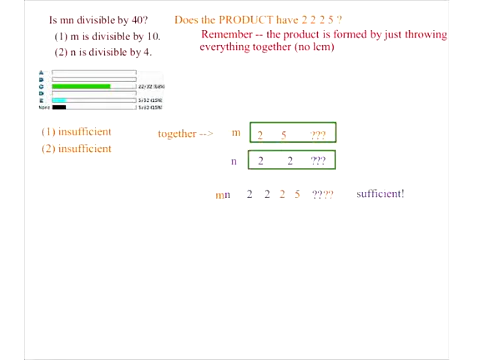 Is mn divisible by 40?
Does the PRODUCT have 2 2 2 5 ?
(1) m is divisible by 10.
Remember -- the product is formed by just throwing
(2) n is divisible by 4.
everything together (no lcm)
A
B
C
D
E
None
(1) insufficient
(2) insufficient
together -->
m 2 5 ???
n 2 2 ???
mn 2 2 2 5 ???? sufficient!